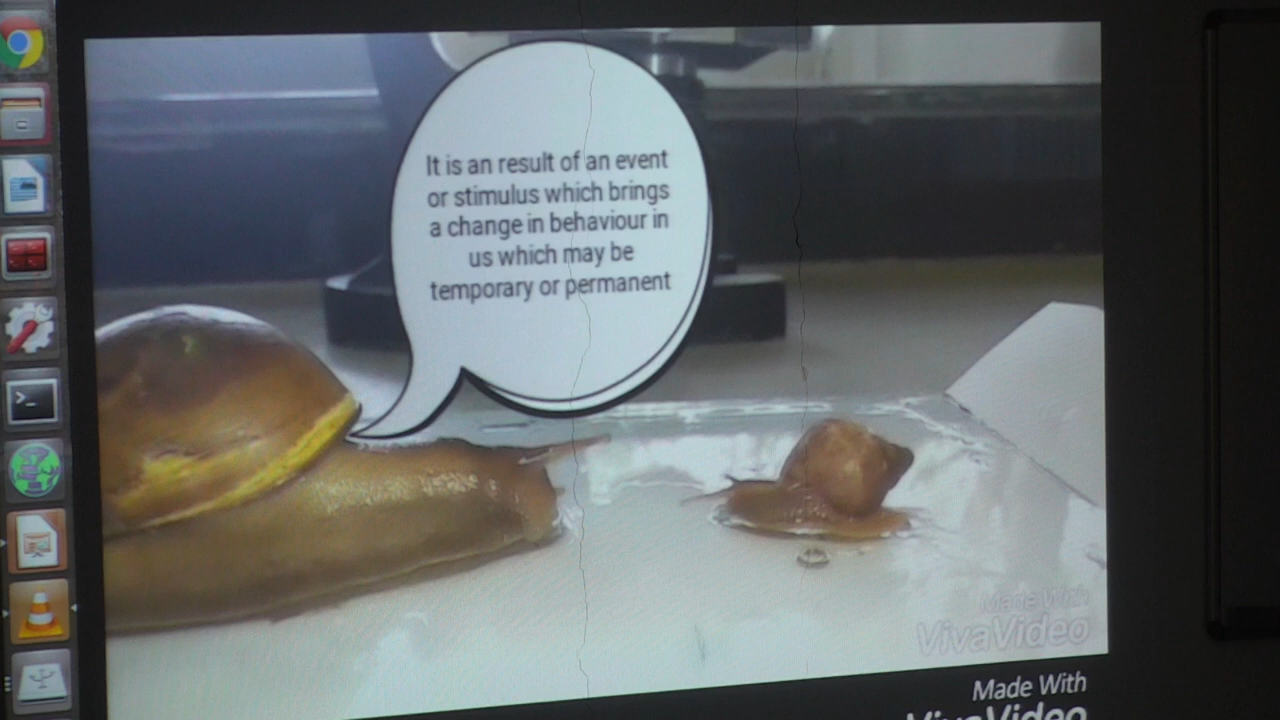 It is an result of an event
or stimulus which brings
a change in behaviour in
us which may be
temporary or permanent
Made With
VivaVideo
Made With
VivaVideo